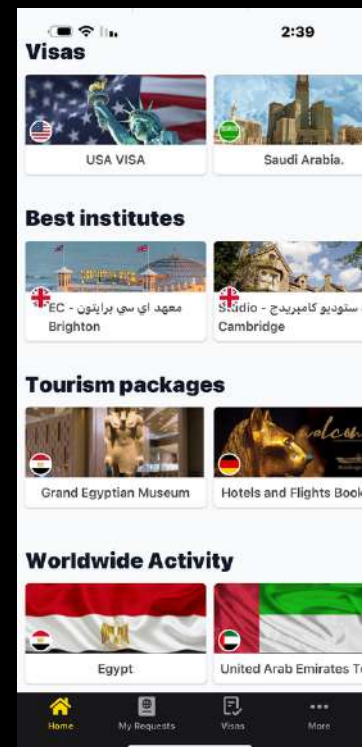 2:39
Visas
USA VISA
Saudi Arabia.
Best institutes
معهد اي سي برايتون - EC
Brighton
ستوديو كامبريدج - Studio
Cambridge
Tourism packages
Grand Egyptian Museum
Hotels and Flights Book
Worldwide Activity
Egypt
United Arab Emirates T
Home
My Requests
Visas
More